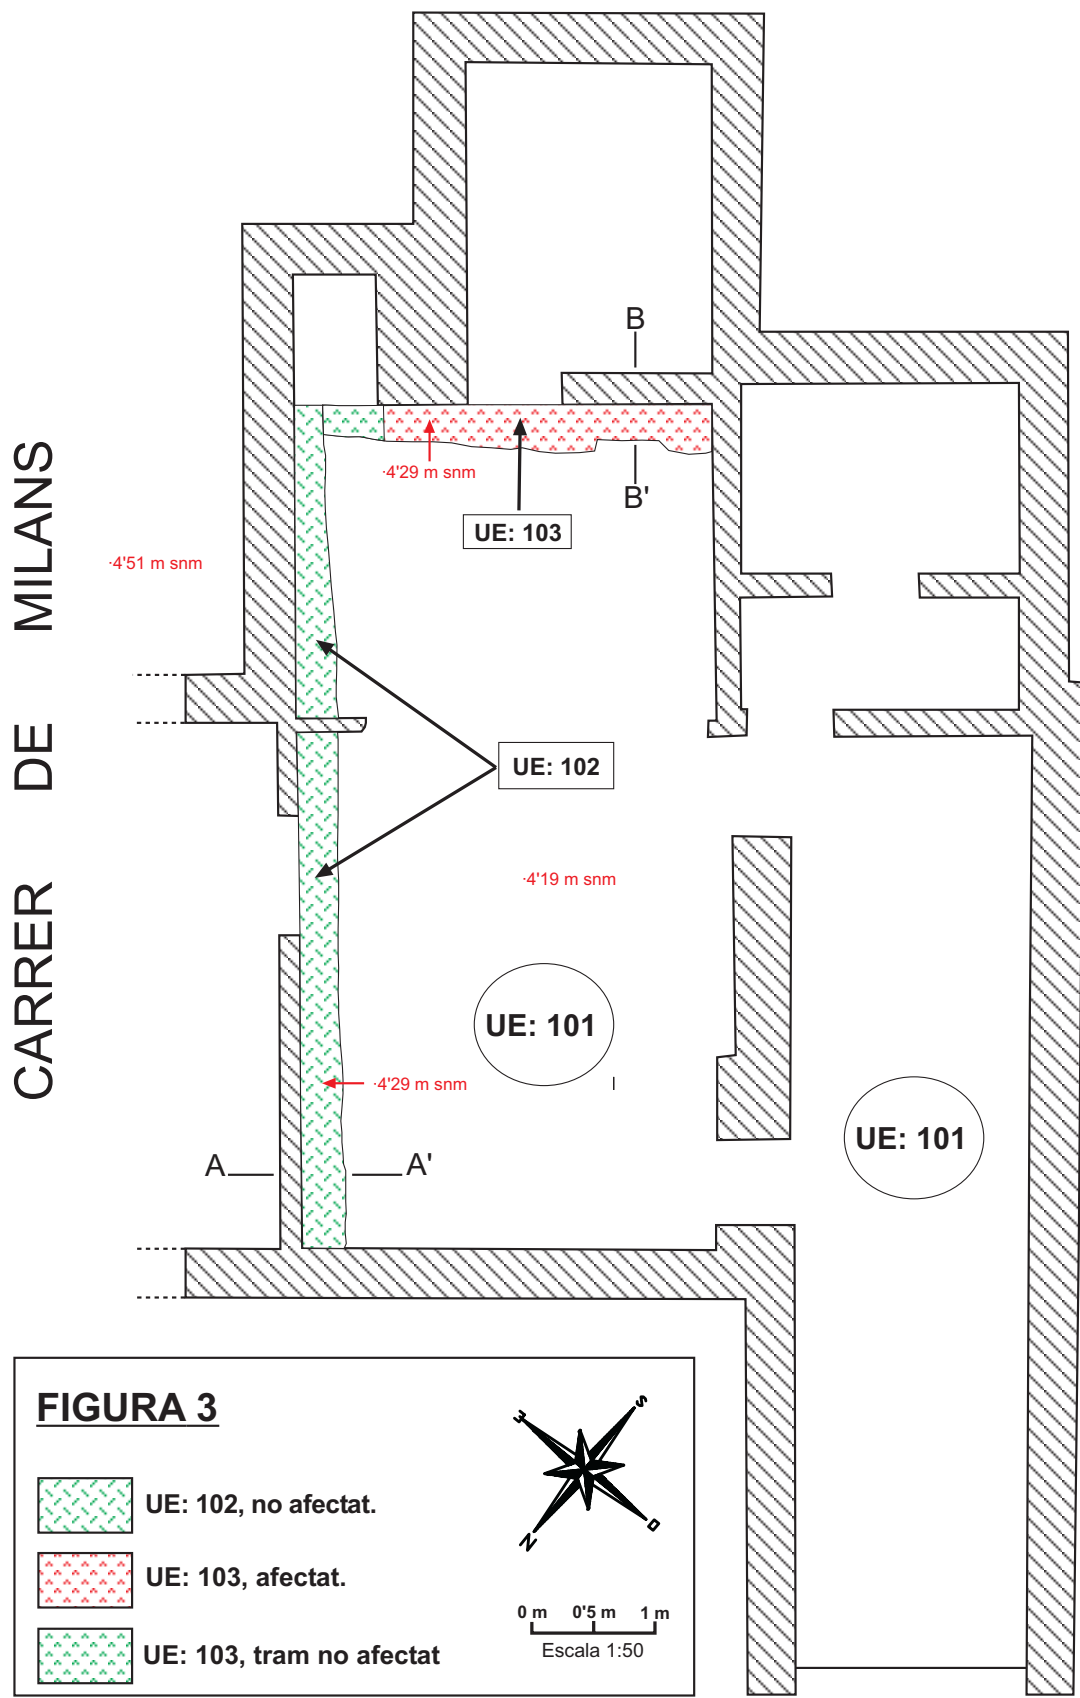 B
·4'29 m snm
B'
UE: 103
·4'51 m snm
CARRER DE MILANS
UE: 102
·4'19 m snm
UE: 101
·4'29 m snm
UE: 101
A
A'
FIGURA 3
E
S
N
O
UE: 102, no afectat.
UE: 103, afectat.
UE: 103, tram no afectat
0 m 0'5 m 1 m
Escala 1:50